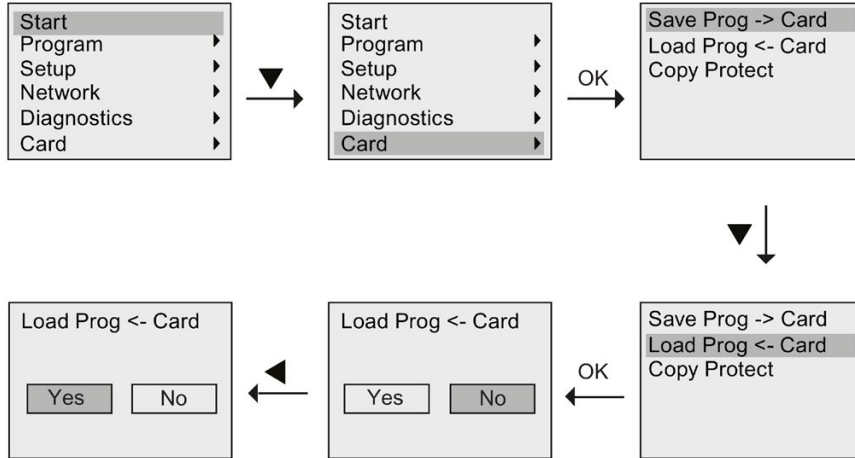 Start
Program
Setup
Network
Diagnostics
Card
Start
Program
Setup
Network
Diagnostics
Card
OK
Save Prog -> Card
Load Prog <- Card
Copy Protect
Save Prog -> Card
Load Prog <- Card
Copy Protect
OK
Load Prog <- Card
Yes No
Load Prog <- Card
Yes No